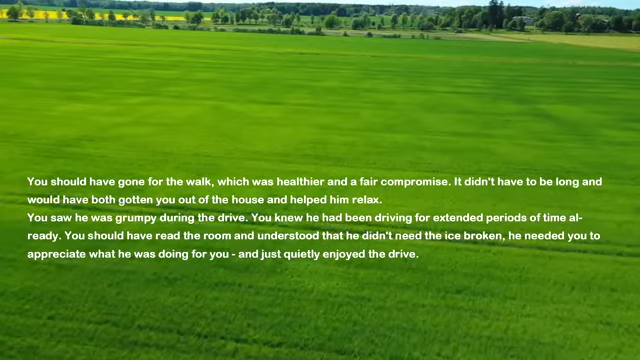 You should have gone for the walk, which was healthier and a fair compromise. It didn't have to be long and
would have both gotten you out of the house and helped him relax.
You saw he was grumpy during the drive. You knew he had been driving for extended periods of time al-
ready. You should have read the room and understood that he didn't need the ice broken, he needed you to
appreciate what he was doing for you - and just quietly enjoyed the drive.